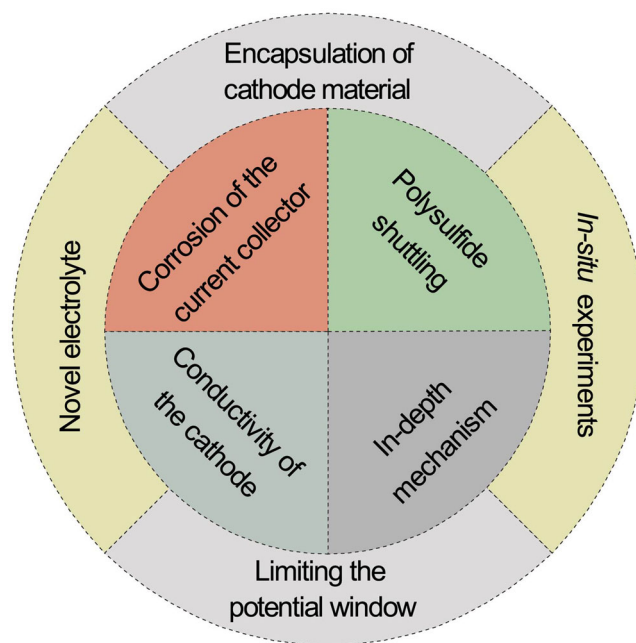 Encapsulation of
cathode material
Corrosion of the
current collector
Polysulfide
shuttling
Novel electrolyte
In-situ experiments
Conductivity of
the cathode
In-depth
mechanism
Limiting the
potential window